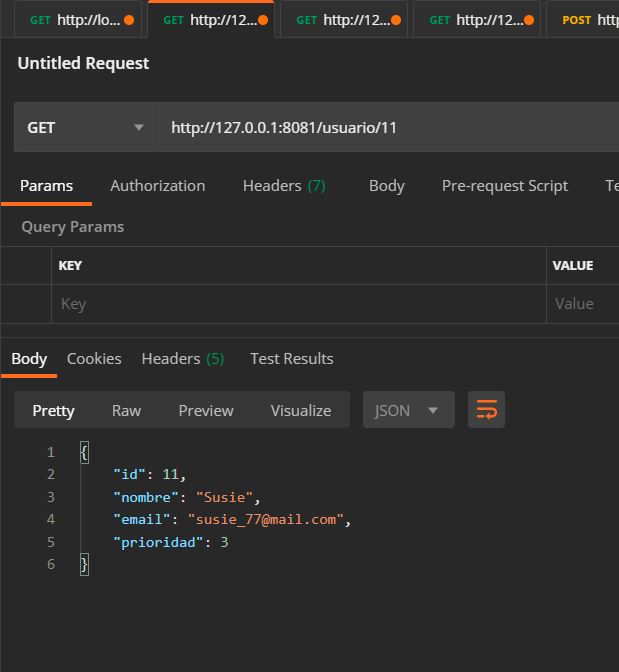 GET http://lo... GET http://12... GET http://12... GET http://12... POST http
Untitled Request
GET http://127.0.0.1:8081/usuario/11
Params Authorization Headers (7) Body Pre-request Script Te
Query Params
KEY VALUE
Key Value
Body Cookies Headers (5) Test Results
Pretty Raw Preview Visualize JSON
1 {
2 "id": 11,
3 "nombre": "Susie",
4 "email": "susie_77@mail.com",
5 "prioridad": 3
6 }